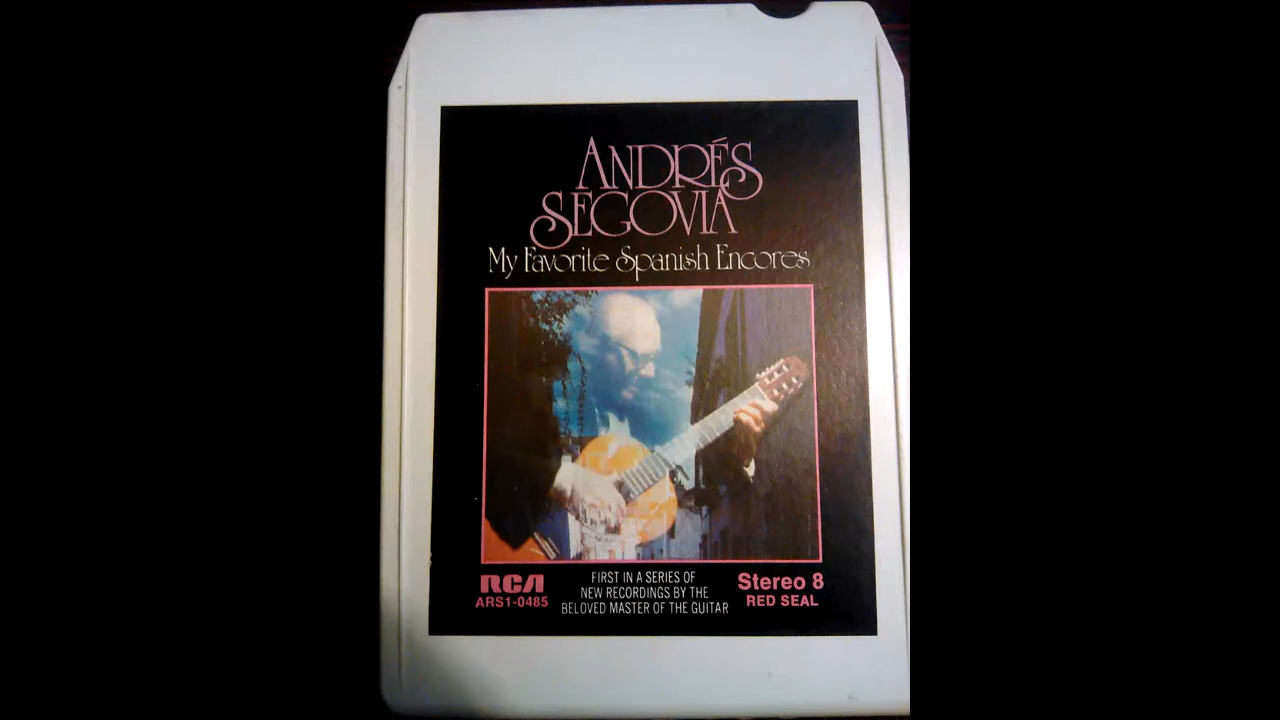 ANDRÉS
SEGOVIA
My Favorite Spanish Encores
RCA
ARS1-0485
FIRST IN A SERIES OF
NEW RECORDINGS BY THE
BELOVED MASTER OF THE GUITAR
Stereo 8
RED SEAL